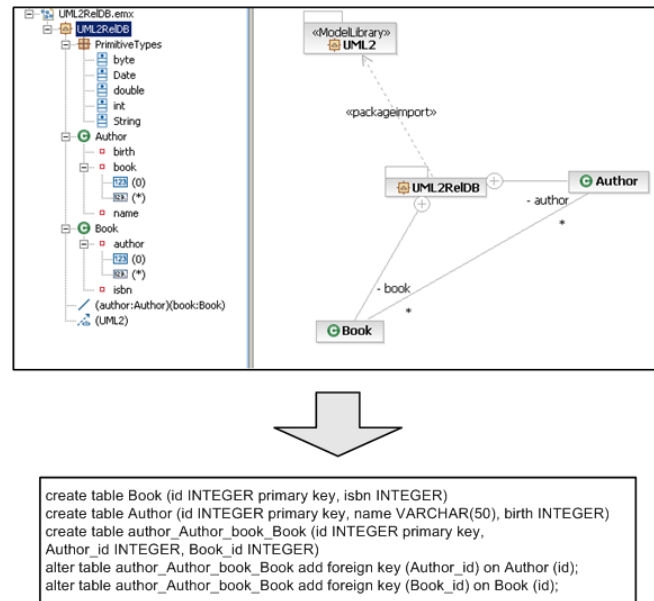 UML2RelDB.emx
UML2RelDB
PrimitiveTypes
byte
Date
double
int
String
Author
birth
book
123 (0)
(*)
name
Book
author
123 (0)
(*)
isbn
(author:Author)(book:Book)
(UML2)
«ModelLibrary»
UML2
«packageimport»
UML2RelDB
C Author
- author
*
- book
*
C Book
create table Book (id INTEGER primary key, isbn INTEGER)
create table Author (id INTEGER primary key, name VARCHAR(50), birth INTEGER)
create table author_Author_book_Book (id INTEGER primary key,
Author_id INTEGER, Book_id INTEGER)
alter table author_Author_book_Book add foreign key (Author_id) on Author (id);
alter table author_Author_book_Book add foreign key (Book_id) on Book (id);